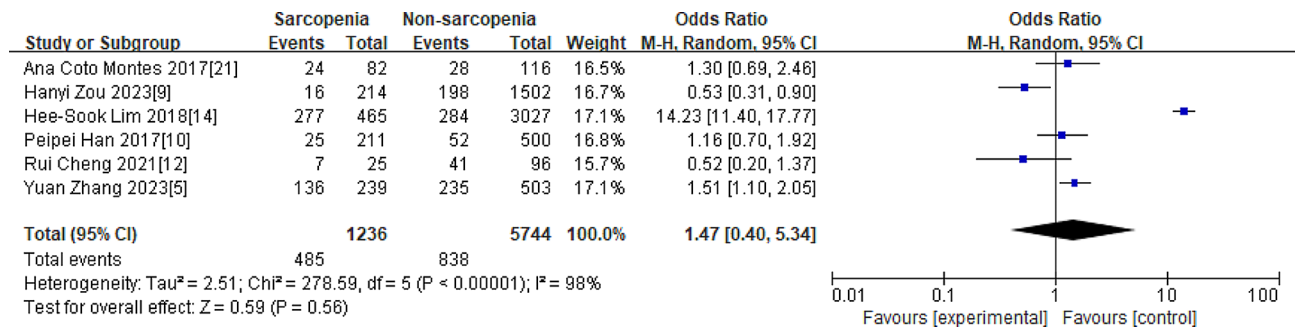 Sarcopenia Non-sarcopenia Odds Ratio Odds Ratio
Study or Subgroup Events Total Events Total Weight M-H, Random, 95% CI M-H, Random, 95% CI
Ana Coto Montes 2017[21] 24 82 28 116 16.5% 1.30 [0.69, 2.46]
Hanyi Zou 2023[9] 16 214 198 1502 16.7% 0.53 [0.31, 0.90]
Hee-Sook Lim 2018[14] 277 465 284 3027 17.1% 14.23 [11.40, 17.77]
Peipei Han 2017[10] 25 211 52 500 16.8% 1.16 [0.70, 1.92]
Rui Cheng 2021[12] 7 25 41 96 15.7% 0.52 [0.20, 1.37]
Yuan Zhang 2023[5] 136 239 235 503 17.1% 1.51 [1.10, 2.05]
Total (95% CI) 1236 5744 100.0% 1.47 [0.40, 5.34]
Total events 485 838
Heterogeneity: Tau² = 2.51; Chi² = 278.59, df = 5 (P < 0.00001); I² = 98%
Test for overall effect: Z = 0.59 (P = 0.56)
0.01 0.1 1 10 100
Favours [experimental] Favours [control]